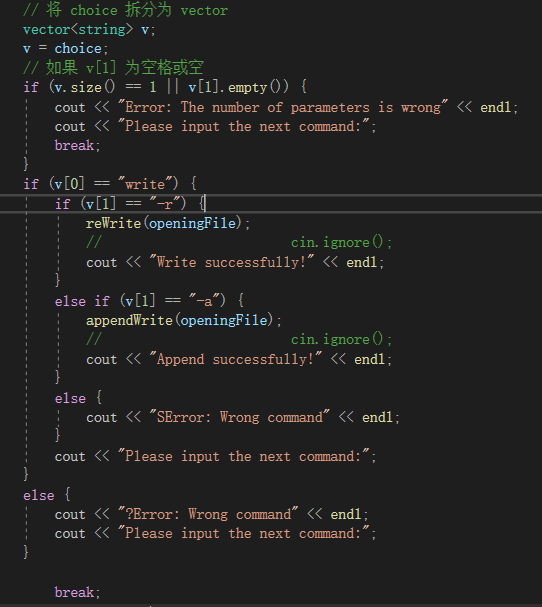 // 将 choice 拆分为 vector
vector<string> v;
v = choice;
// 如果 v[1] 为空格或空
if (v.size() == 1 || v[1].empty()) {
cout << "Error: The number of parameters is wrong" << endl;
cout << "Please input the next command:";
break;
}
if (v[0] == "write") {
if (v[1] == "-r") {
reWrite(openingFile);
// cin.ignore();
cout << "Write successfully!" << endl;
}
else if (v[1] == "-a") {
appendWrite(openingFile);
// cin.ignore();
cout << "Append successfully!" << endl;
}
else {
cout << "SError: Wrong command" << endl;
}
cout << "Please input the next command:";
}
else {
cout << "?Error: Wrong command" << endl;
cout << "Please input the next command:";
}
break;